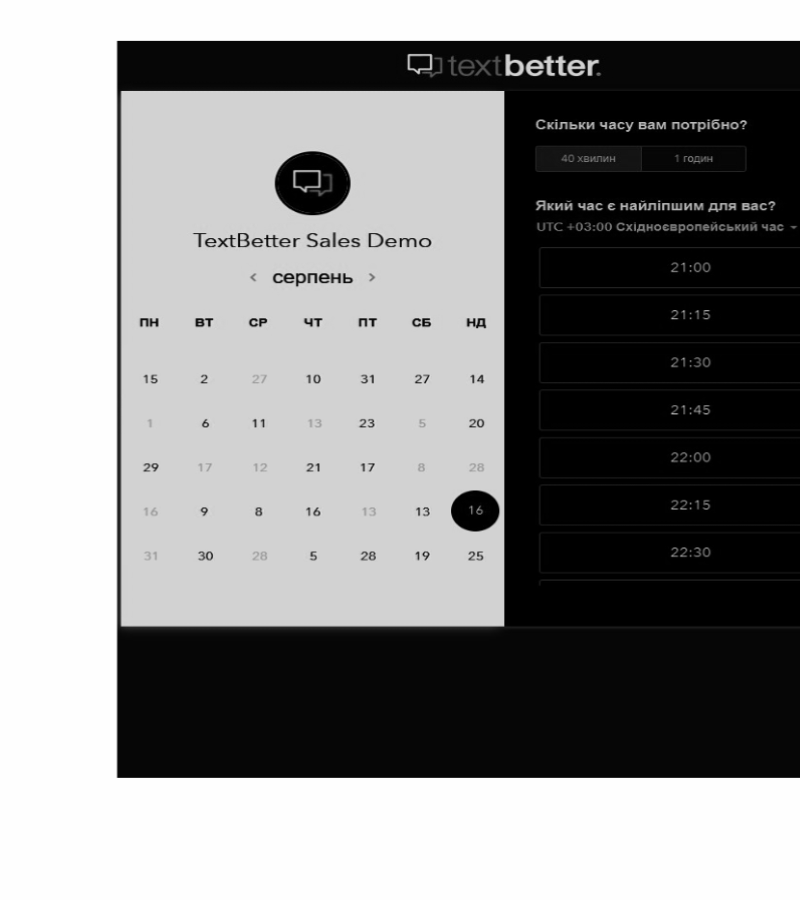 textbetter.
TextBetter Sales Demo
< серпень >
ПН ВТ СР ЧТ ПТ СБ НД
15 2 27 10 31 27 14
1 6 11 13 23 5 20
29 17 12 21 17 8 28
16 9 8 16 13 13 16
31 30 28 5 28 19 25
Скільки часу вам потрібно?
40 хвилин 1 годин
Який час є найліпшим для вас?
UTC +03:00 Східноєвропейський час
21:00
21:15
21:30
21:45
22:00
22:15
22:30